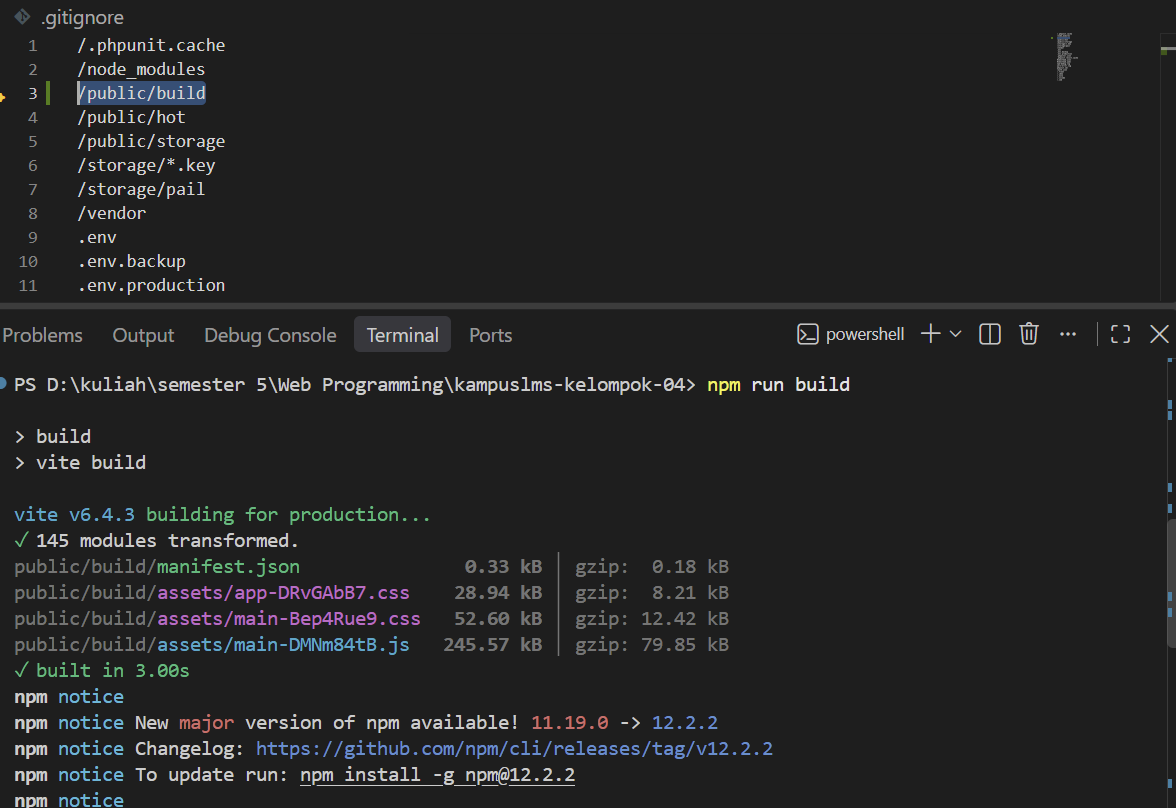 .gitignore
1 /.phpunit.cache
2 /node_modules
3 /public/build
4 /public/hot
5 /public/storage
6 /storage/*.key
7 /storage/pail
8 /vendor
9 .env
10 .env.backup
11 .env.production
Problems Output Debug Console Terminal Ports powershell
PS D:\kuliah\semester 5\Web Programming\kampuslms-kelompok-04> npm run build
> build
> vite build
vite v6.4.3 building for production...
✓ 145 modules transformed.
public/build/manifest.json 0.33 kB │ gzip: 0.18 kB
public/build/assets/app-DRvGAbB7.css 28.94 kB │ gzip: 8.21 kB
public/build/assets/main-Bep4Rue9.css 52.60 kB │ gzip: 12.42 kB
public/build/assets/main-DMNm84tB.js 245.57 kB │ gzip: 79.85 kB
✓ built in 3.00s
npm notice
npm notice New major version of npm available! 11.19.0 -> 12.2.2
npm notice Changelog: https://github.com/npm/cli/releases/tag/v12.2.2
npm notice To update run: npm install -g npm@12.2.2
npm notice